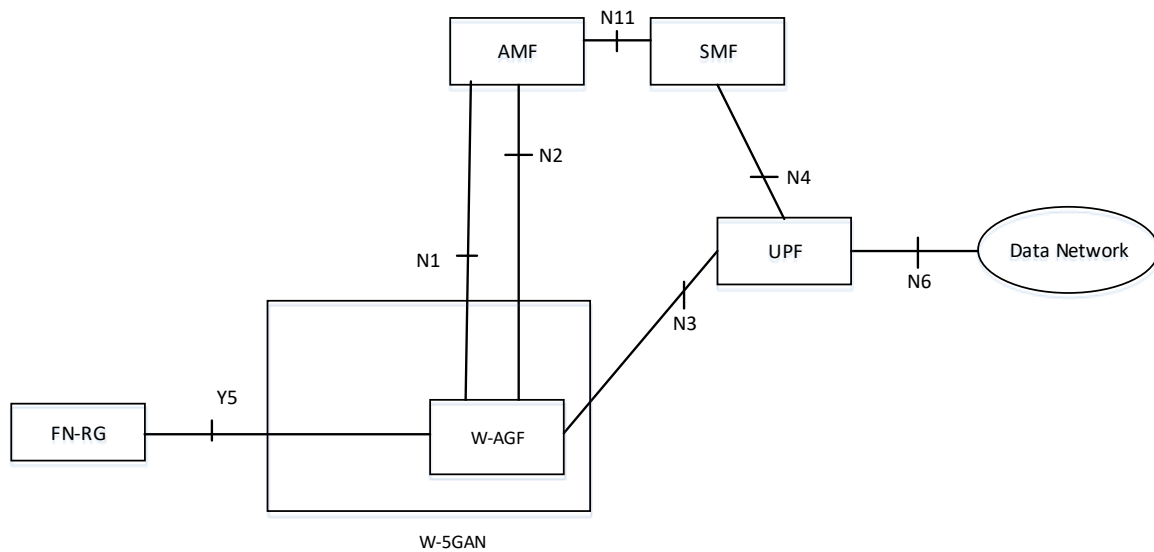 N11
AMF
SMF
N2
N4
N1
UPF
Data Network
N6
N3
Y5
FN-RG
W-AGF
W-5GAN